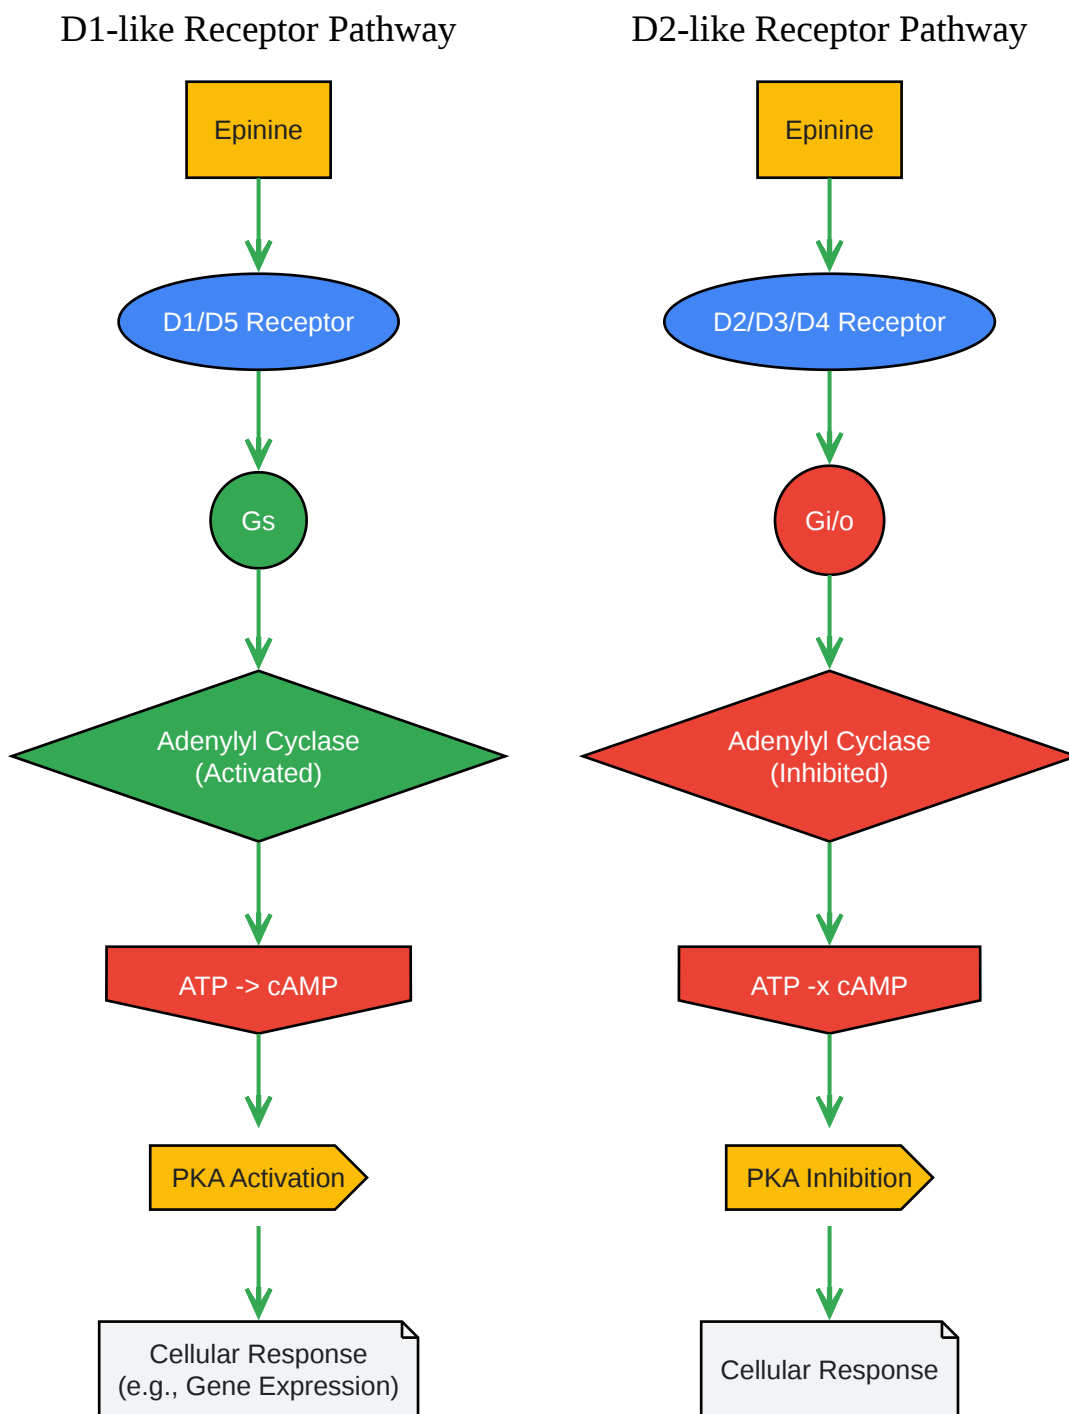 D1-like Receptor Pathway
Epinine
D1/D5 Receptor
Gs
Adenylyl Cyclase
(Activated)
ATP -> cAMP
PKA Activation
Cellular Response
(e.g., Gene Expression)
D2-like Receptor Pathway
Epinine
D2/D3/D4 Receptor
Gi/o
Adenylyl Cyclase
(Inhibited)
ATP -x cAMP
PKA Inhibition
Cellular Response